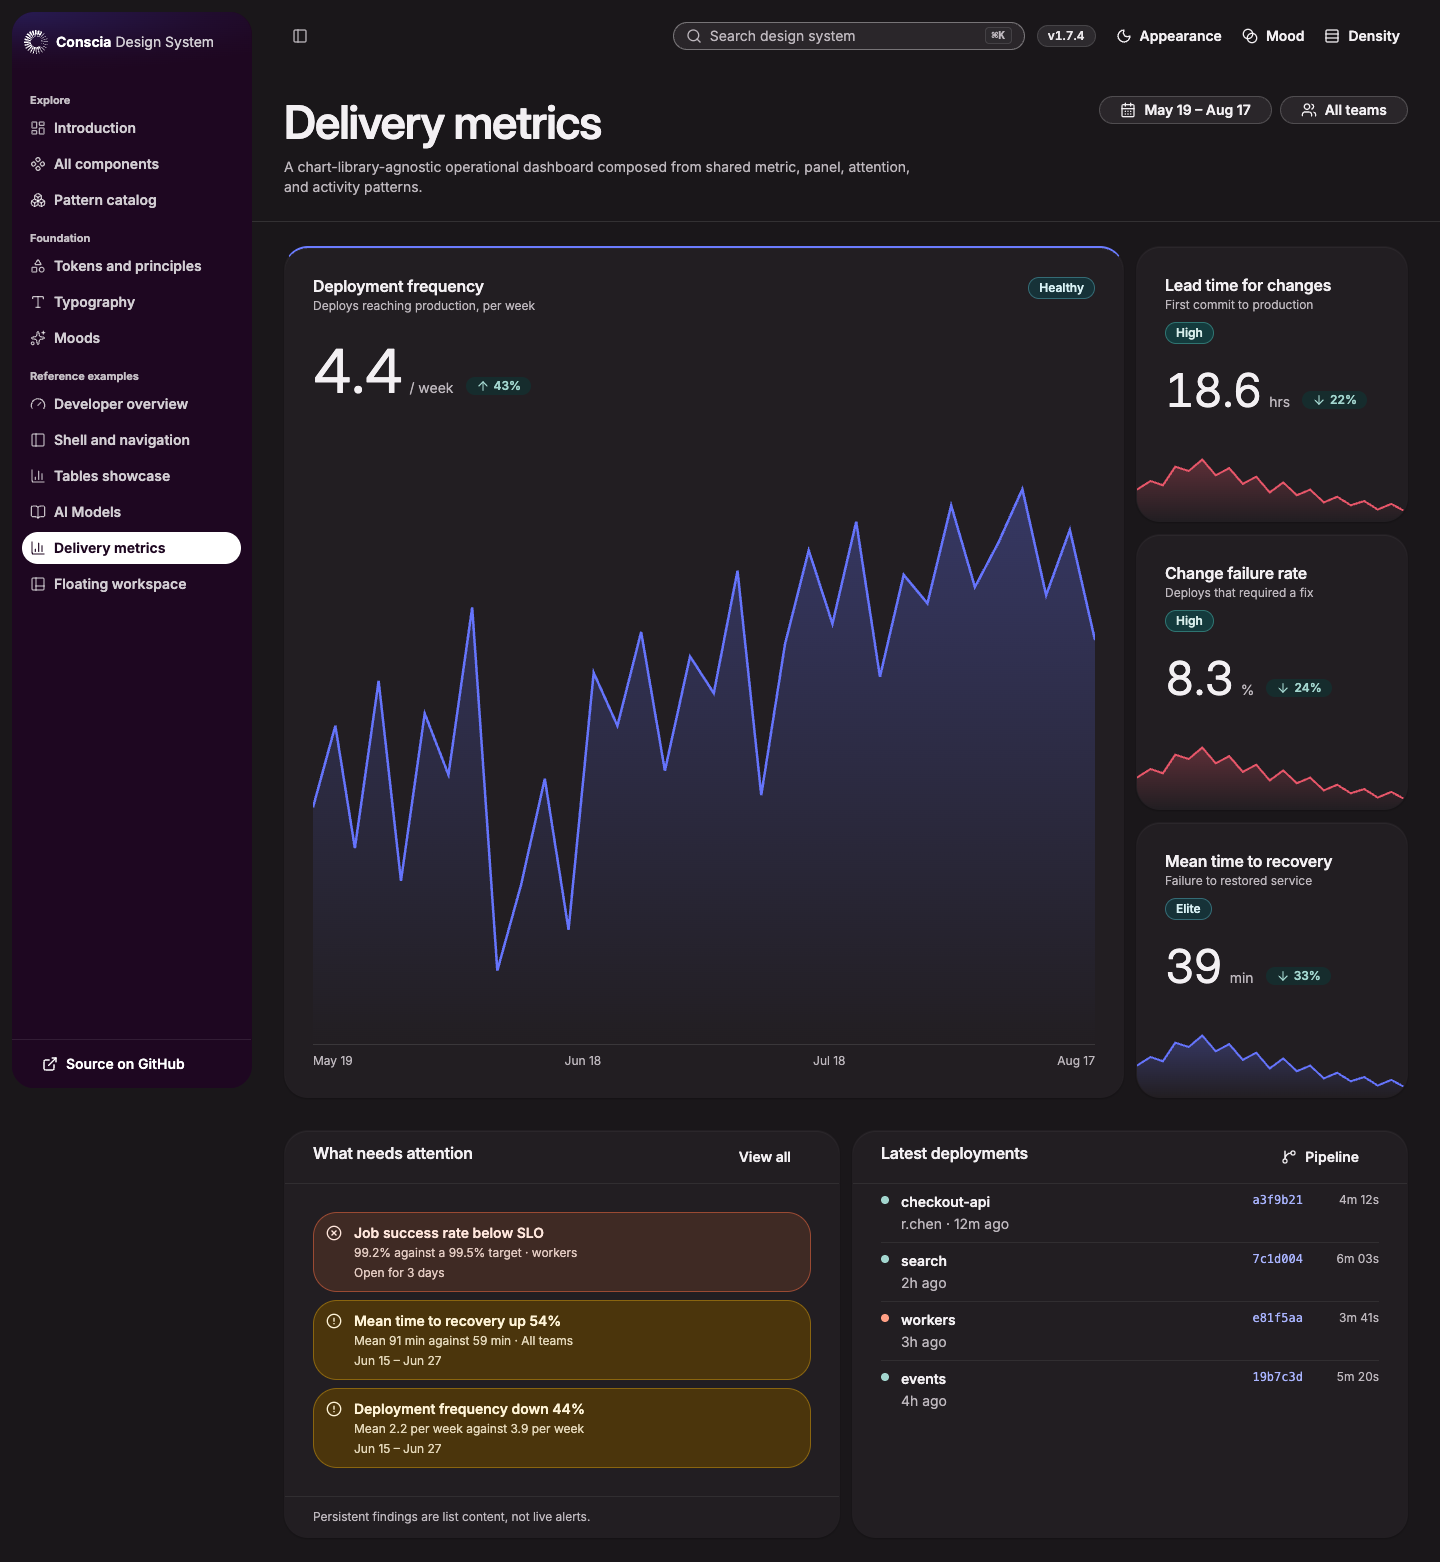 Conscia Design System
Search design system
⌘K
v1.7.4
Appearance
Mood
Density
Explore
Introduction
All components
Pattern catalog
Foundation
Tokens and principles
Typography
Moods
Reference examples
Developer overview
Shell and navigation
Tables showcase
AI Models
Delivery metrics
Floating workspace
Source on GitHub
Delivery metrics
A chart-library-agnostic operational dashboard composed from shared metric, panel, attention,
and activity patterns.
May 19 – Aug 17
All teams
Deployment frequency
Deploys reaching production, per week
Healthy
4.4 / week
↑ 43%
May 19
Jun 18
Jul 18
Aug 17
Lead time for changes
First commit to production
High
18.6 hrs
↓ 22%
Change failure rate
Deploys that required a fix
High
8.3 %
↓ 24%
Mean time to recovery
Failure to restored service
Elite
39 min
↓ 33%
What needs attention
View all
Job success rate below SLO
99.2% against a 99.5% target · workers
Open for 3 days
Mean time to recovery up 54%
Mean 91 min against 59 min · All teams
Jun 15 – Jun 27
Deployment frequency down 44%
Mean 2.2 per week against 3.9 per week
Jun 15 – Jun 27
Persistent findings are list content, not live alerts.
Latest deployments
Pipeline
checkout-api
a3f9b21
4m 12s
r.chen · 12m ago
search
7c1d004
6m 03s
2h ago
workers
e81f5aa
3m 41s
3h ago
events
19b7c3d
5m 20s
4h ago